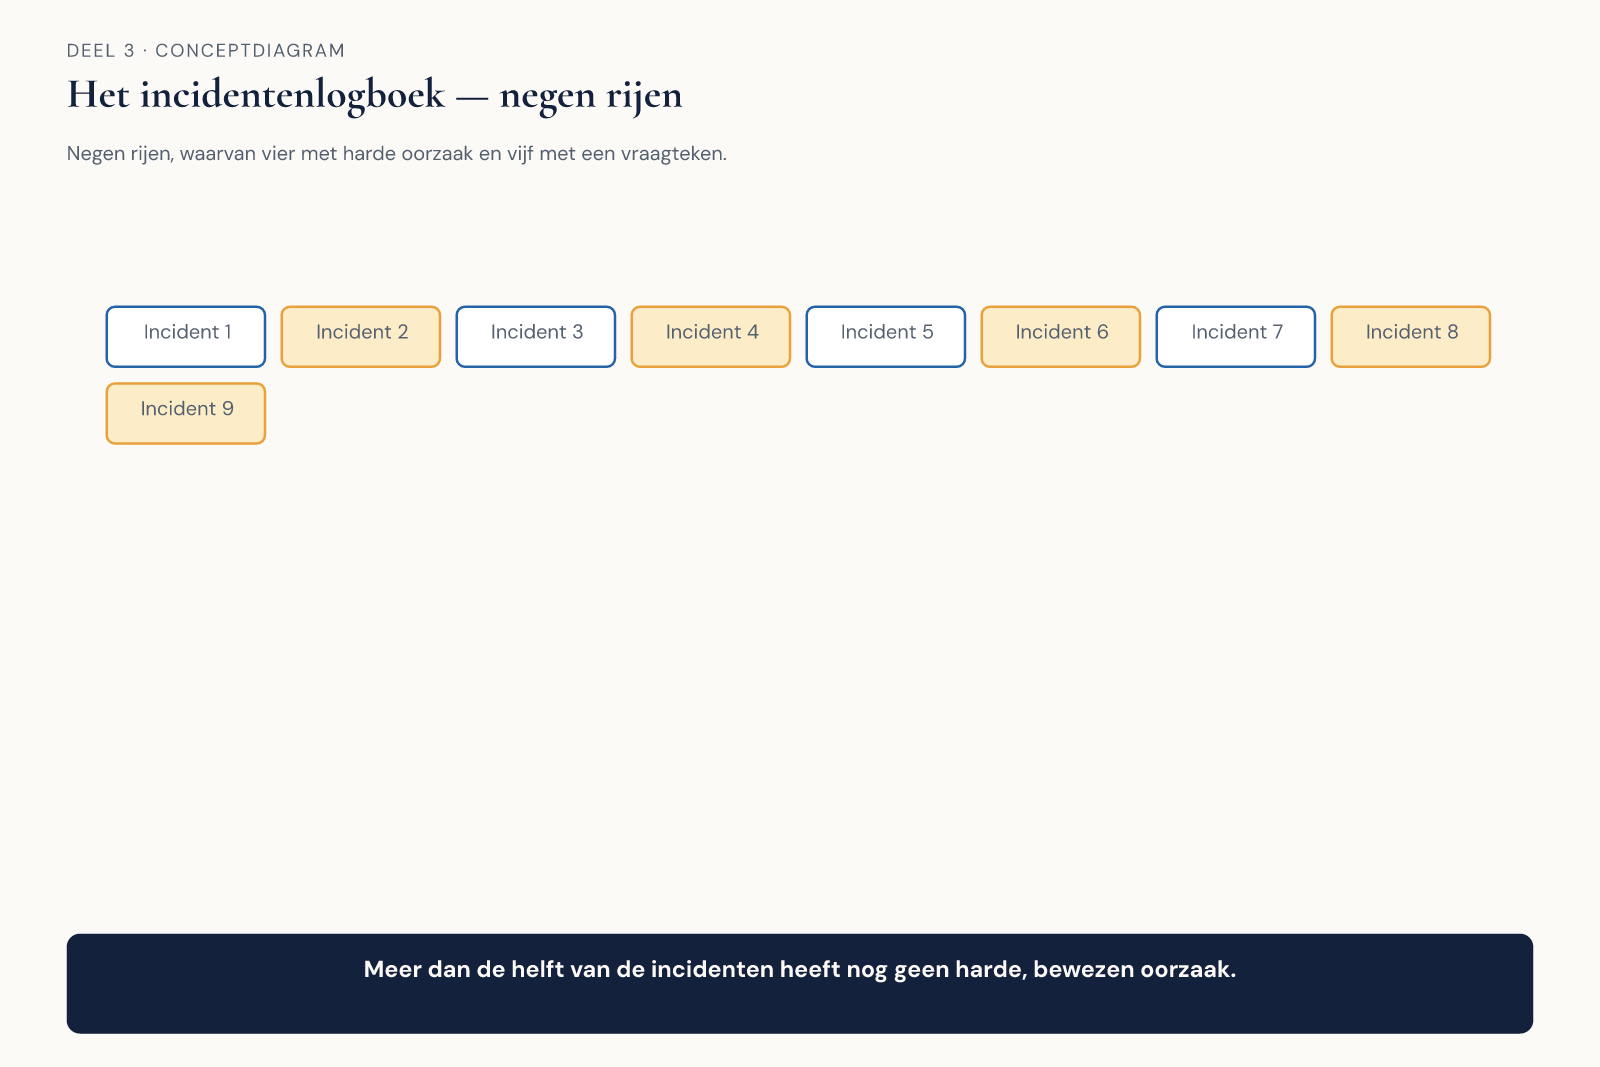 DEEL 3 · CONCEPTDIAGRAM
Het incidentenlogboek — negen rijen
Negen rijen, waarvan vier met harde oorzaak en vijf met een vraagteken.
Incident 1
Incident 2
Incident 3
Incident 4
Incident 5
Incident 6
Incident 7
Incident 8
Incident 9
Meer dan de helft van de incidenten heeft nog geen harde, bewezen oorzaak.